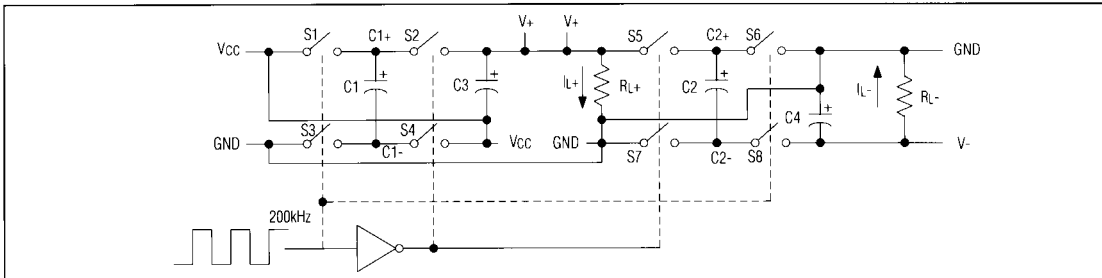 V+ V+
S1 C1+ S2 S5 C2+ S6
VCC GND
C1 C3 IL+ RL+ C2 IL- RL-
C4
S3 S4
GND C1- VCC GND S7 C2- S8 V-
200kHz